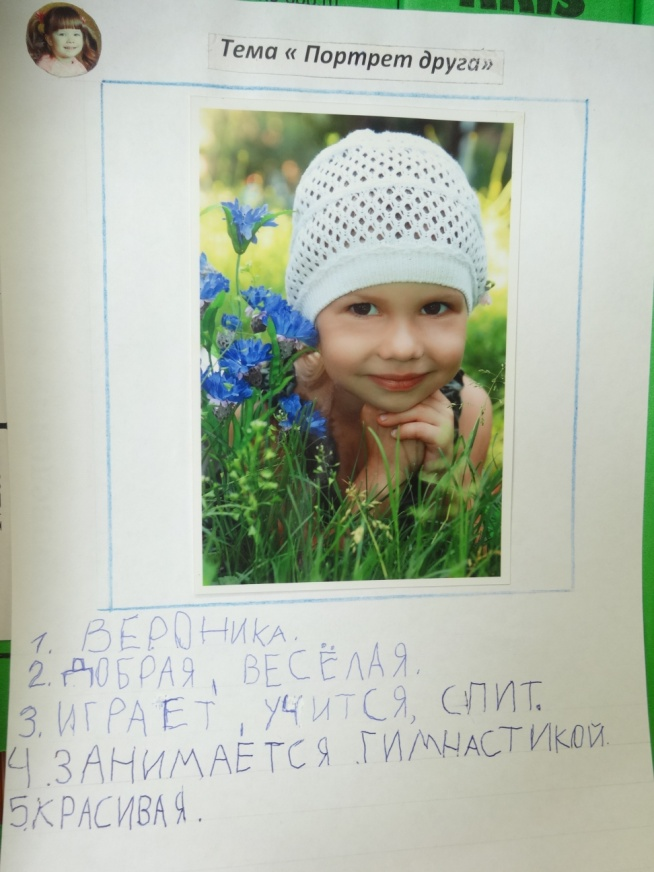 Тема « Портрет друга»
1. ВЕРОНИКА.
2. ДОБРАЯ, ВЕСЁЛАЯ.
3. ИГРАЕТ, УЧИТСЯ, СПИТ.
4. ЗАНИМАЕТСЯ ГИМНАСТИКОЙ.
5. КРАСИВАЯ.